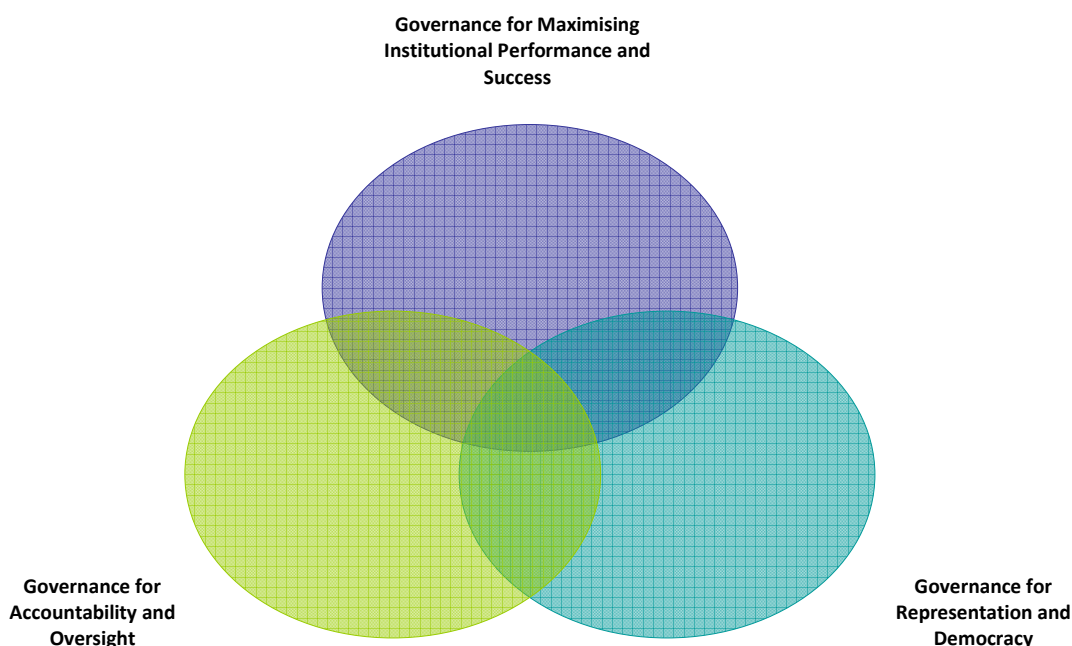 Governance for Maximising
Institutional Performance and
Success
Governance for
Accountability and
Oversight
Governance for
Representation and
Democracy